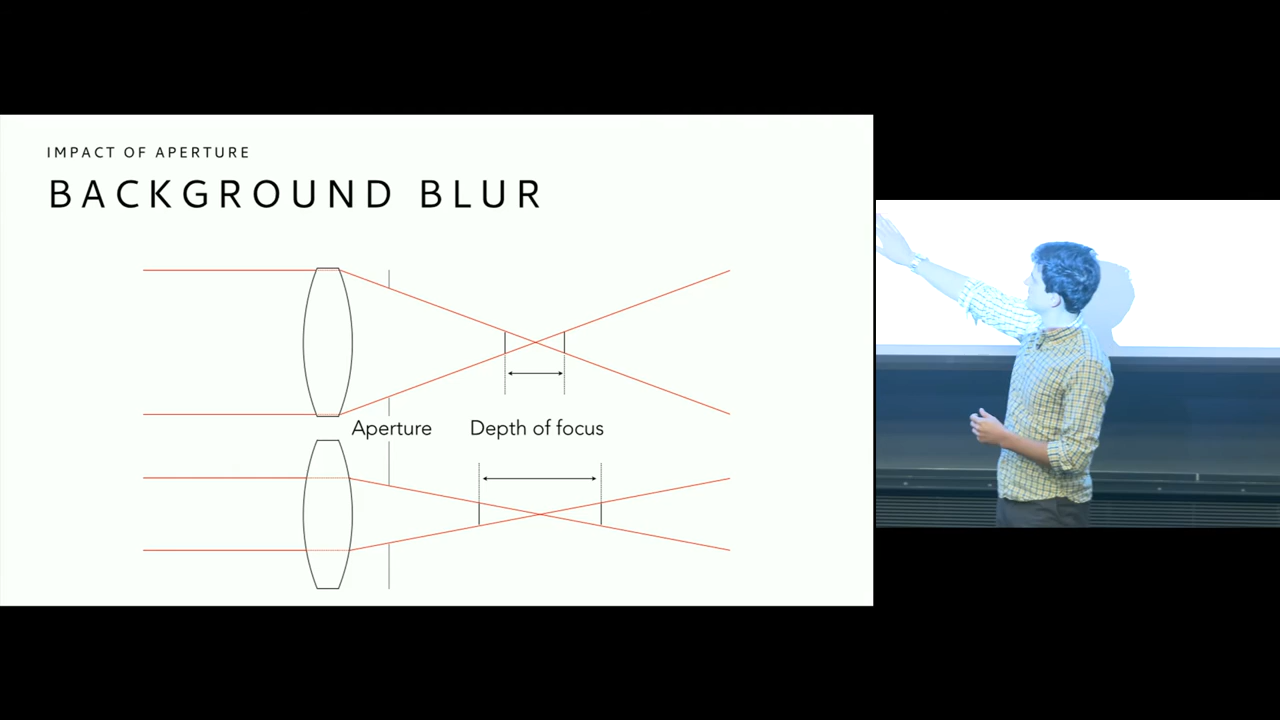 IMPACT OF APERTURE
BACKGROUND BLUR
Aperture
Depth of focus